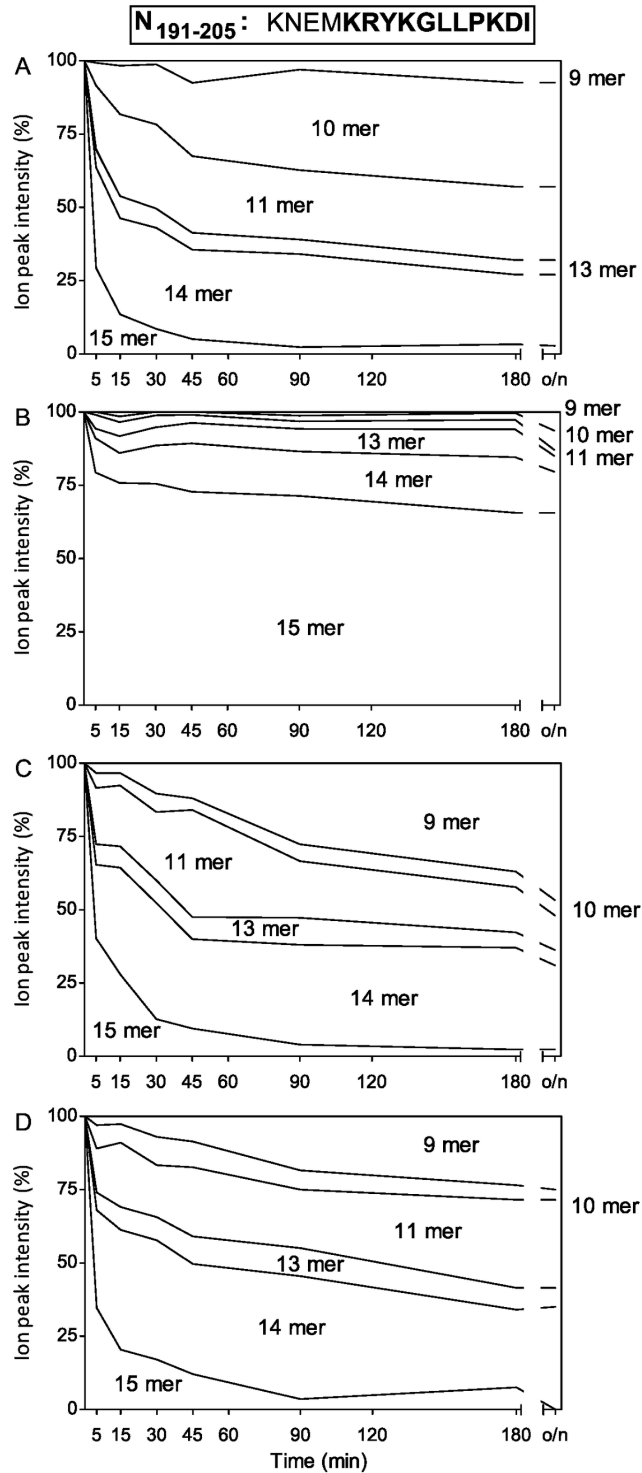 N191-205: KNEMKRYKGLLPKDI
A
Ion peak intensity (%)
100
75
50
25
0
9 mer
10 mer
11 mer
13 mer
14 mer
15 mer
5 15 30 45 60 90 120 180 o/n
B
Ion peak intensity (%)
100
75
50
25
0
9 mer
10 mer
11 mer
13 mer
14 mer
15 mer
5 15 30 45 60 90 120 180 o/n
C
Ion peak intensity (%)
100
75
50
25
0
9 mer
11 mer
10 mer
13 mer
14 mer
15 mer
5 15 30 45 60 90 120 180 o/n
D
Ion peak intensity (%)
100
75
50
25
0
9 mer
10 mer
11 mer
13 mer
14 mer
15 mer
5 15 30 45 60 90 120 180 o/n
Time (min)